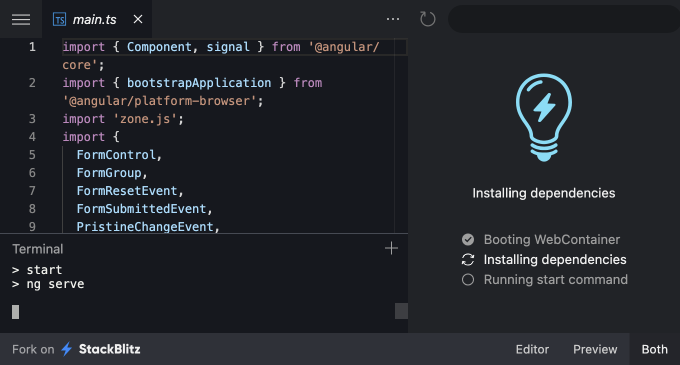 TS main.ts
1 import { Component, signal } from '@angular/
core';
2 import { bootstrapApplication } from
'@angular/platform-browser';
3 import 'zone.js';
4 import {
5 FormControl,
6 FormGroup,
7 FormResetEvent,
8 FormSubmittedEvent,
9 PristineChangeEvent,
Terminal
> start
> ng serve
Installing dependencies
Booting WebContainer
Installing dependencies
Running start command
Fork on StackBlitz
Editor Preview Both